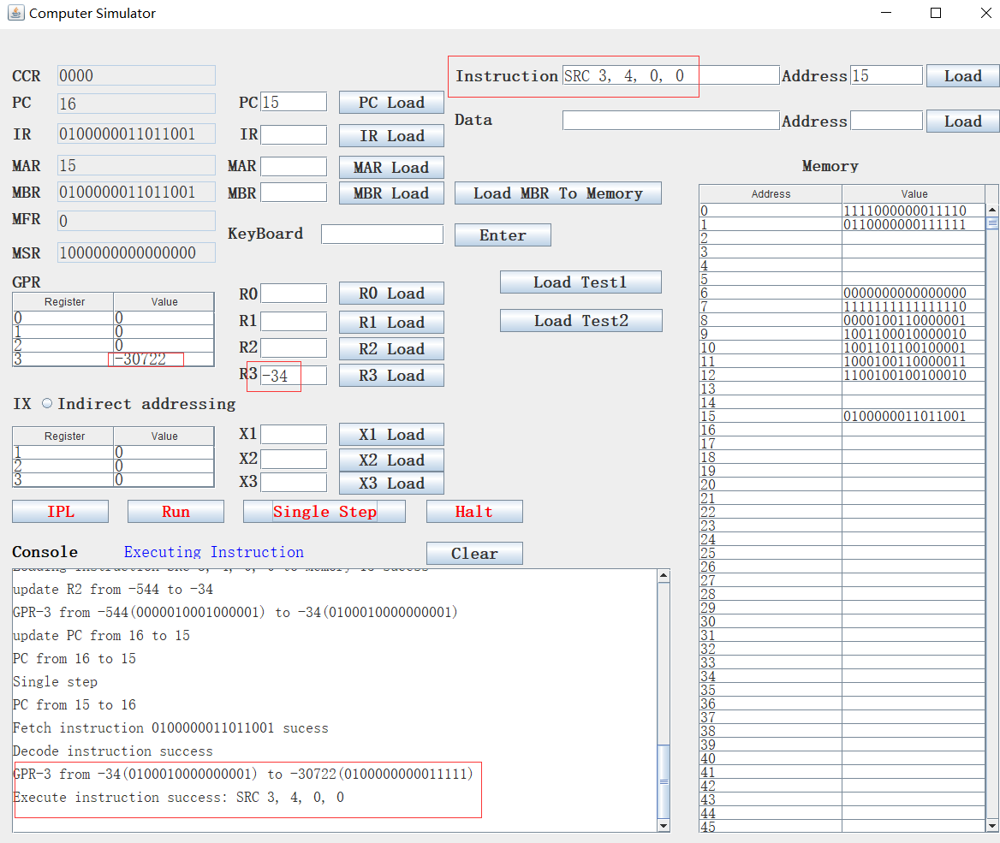 Computer Simulator
CCR 0000 Instruction SRC 3, 4, 0, 0 Address 15 Load
PC 16 PC 15 PC Load
Data Address Load
IR 0100000011011001 IR IR Load
MAR 15 MAR MAR Load Memory
MBR 0100000011011001 MBR MBR Load Load MBR To Memory
MFR 0
KeyBoard Enter
MSR 1000000000000000
GPR
Load Test1
Load Test2
Register Value
0 0
1 0
2 0
3 -30722
R0 R0 Load
R1 R1 Load
R2 R2 Load
R3 -34 R3 Load
IX Indirect addressing
Register Value
1 0
2 0
3 0
X1 X1 Load
X2 X2 Load
X3 X3 Load
IPL Run Single Step Halt
Console Executing Instruction Clear
update R2 from -544 to -34
GPR-3 from -544(0000010001000001) to -34(0100010000000001)
update PC from 16 to 15
PC from 16 to 15
Single step
PC from 15 to 16
Fetch instruction 0100000011011001 sucess
Decode instruction success
GPR-3 from -34(0100010000000001) to -30722(0100000000011111)
Execute instruction success: SRC 3, 4, 0, 0
Address Value
0 1111000000011110
1 0110000000111111
2
3
4
5
6 0000000000000000
7 1111111111111110
8 0000100110000001
9 1001100010000010
10 1001101100100001
11 1000100110000011
12 1100100100100010
13
14
15 0100000011011001
16
17
18
19
20
21
22
23
24
25
26
27
28
29
30
31
32
33
34
35
36
37
38
39
40
41
42
43
44
45